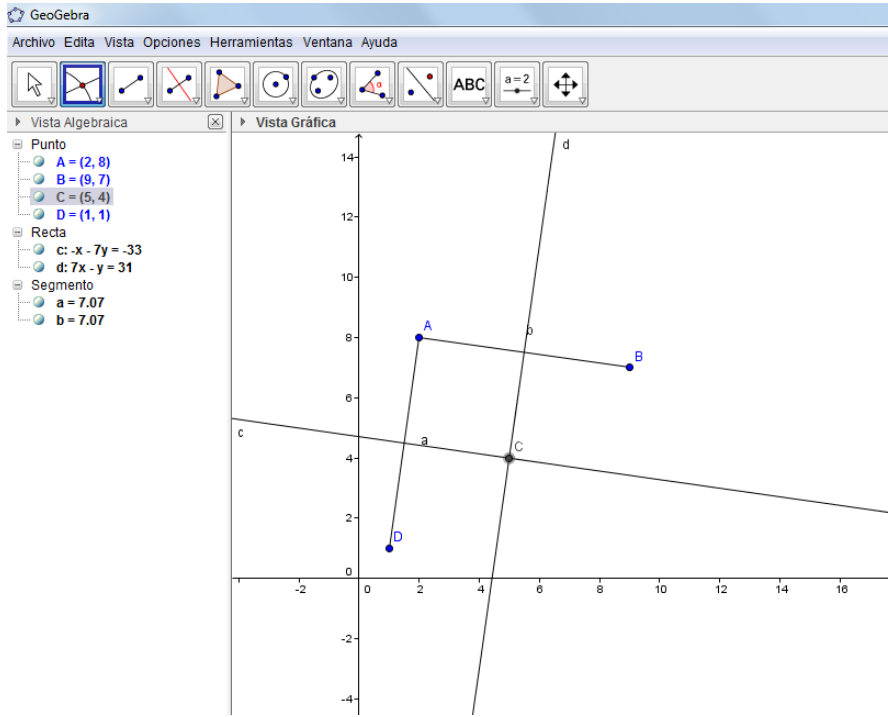 GeoGebra
Archivo Edita Vista Opciones Herramientas Ventana Ayuda
α ABC a=2
Vista Algebraica
Punto
A = (2, 8)
B = (9, 7)
C = (5, 4)
D = (1, 1)
Recta
c: -x - 7y = -33
d: 7x - y = 31
Segmento
a = 7.07
b = 7.07
Vista Gráfica
d
14
12
10
A
b
8
B
6
c
a
C
4
2
D
0
-2 0 2 4 6 8 10 12 14 16
-2
-4